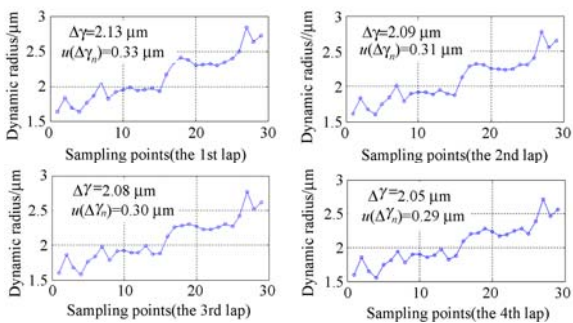 Δγ=2.13 μm
u(Δγₙ)=0.33 μm
Dynamic radius/μm
3
2.5
2
1.5
0 10 20 30
Sampling points(the 1st lap)
Δγ=2.09 μm
u(Δγₙ)=0.31 μm
Dynamic radius//μm
3
2.5
2
1.5
0 10 20 30
Sampling points(the 2nd lap)
Δγ=2.08 μm
u(Δγₙ)=0.30 μm
Dynamic radius/μm
3
2.5
2
1.5
0 10 20 30
Sampling points(the 3rd lap)
Δγ=2.05 μm
u(Δγₙ)=0.29 μm
Dynamic radius/μm
3
2.5
2
1.5
0 10 20 30
Sampling points(the 4th lap)